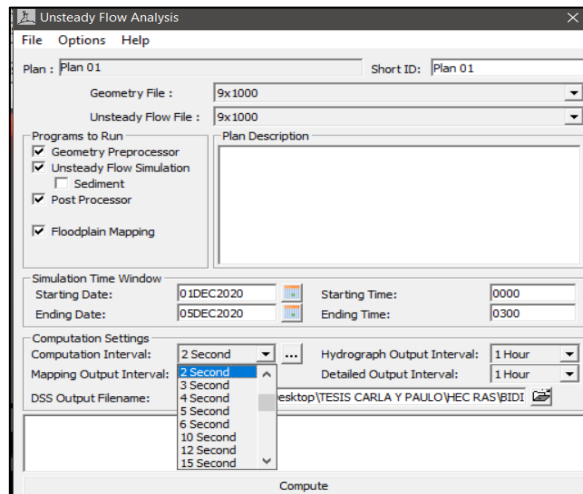 Unsteady Flow Analysis
File Options Help
Plan : Plan 01 Short ID: Plan 01
Geometry File : 9x1000
Unsteady Flow File : 9x1000
Programs to Run Plan Description
Geometry Preprocessor
Unsteady Flow Simulation
Sediment
Post Processor
Floodplain Mapping
Simulation Time Window
Starting Date: 01DEC2020 Starting Time: 0000
Ending Date: 05DEC2020 Ending Time: 0300
Computation Settings
Computation Interval: 2 Second ... Hydrograph Output Interval: 1 Hour
Mapping Output Interval: Detailed Output Interval: 1 Hour
DSS Output Filename: esktop\TESIS CARLA Y PAULO\HEC RAS\BIDI
2 Second
3 Second
4 Second
5 Second
6 Second
10 Second
12 Second
15 Second
Compute